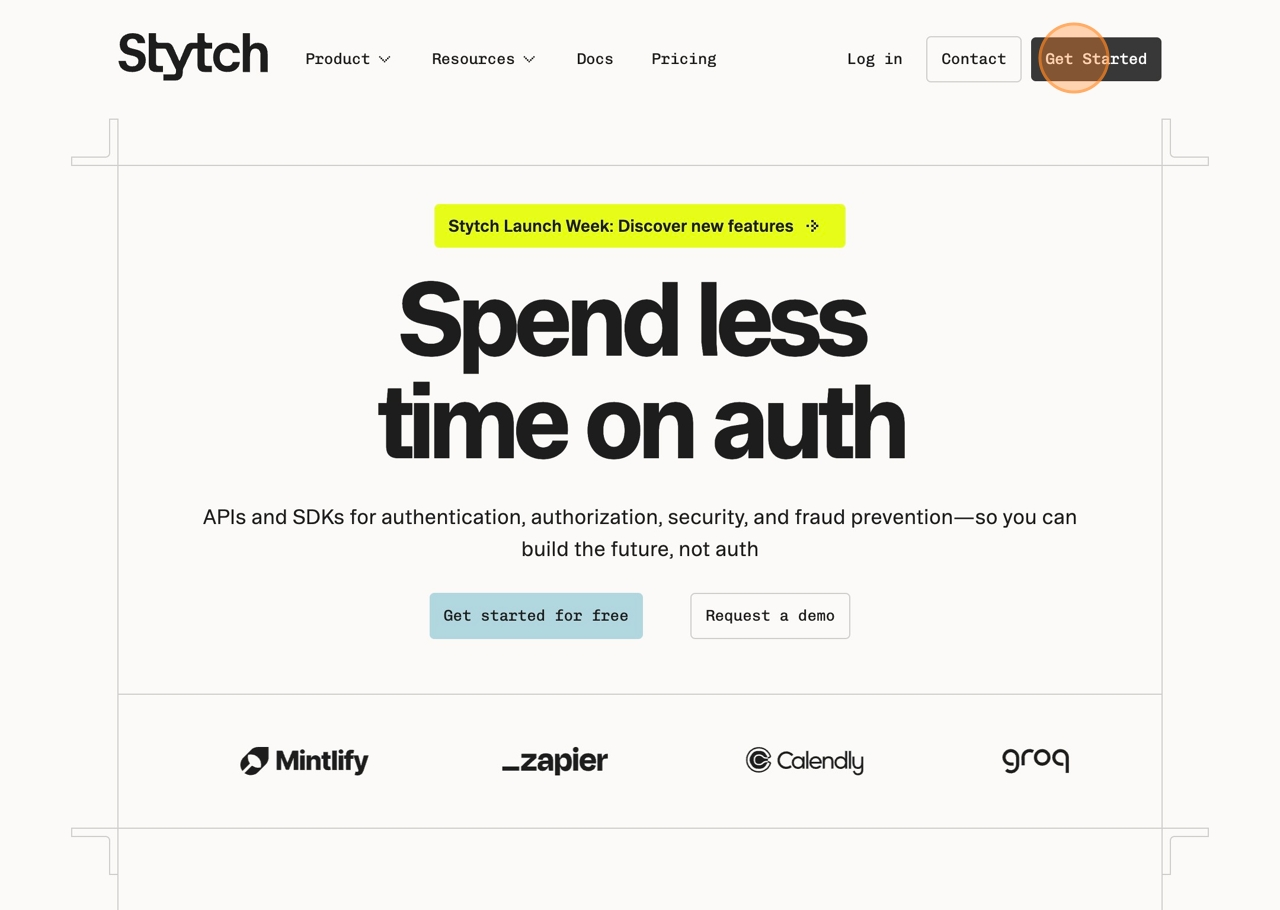 Stytch
Product
Resources
Docs
Pricing
Log in
Contact
Get Started
Stytch Launch Week: Discover new features
Spend less
time on auth
APIs and SDKs for authentication, authorization, security, and fraud prevention—so you can
build the future, not auth
Get started for free
Request a demo
Mintlify
_zapier
Calendly
groq